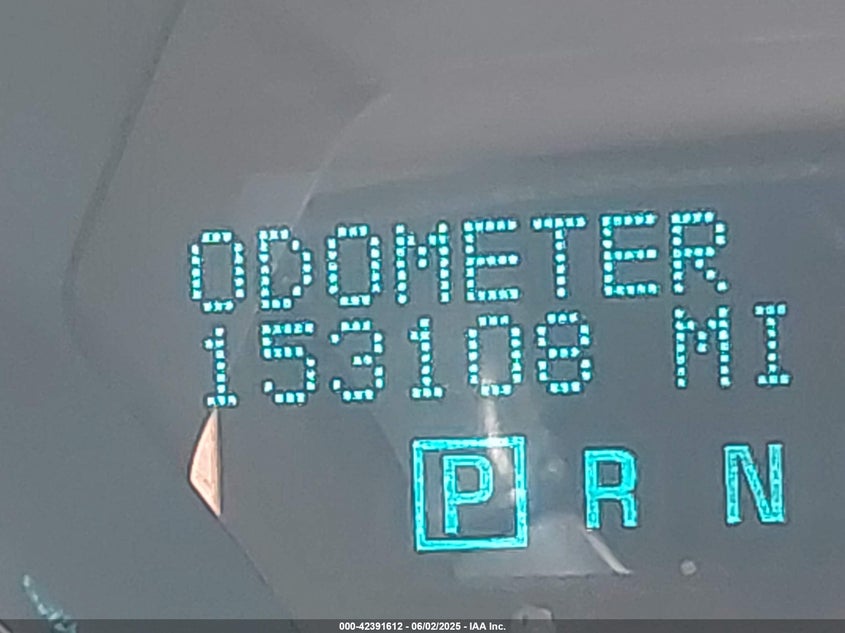 ODOMETER
153108 MI
P R N
000-42391612 - 06/02/2025 - IAA Inc.